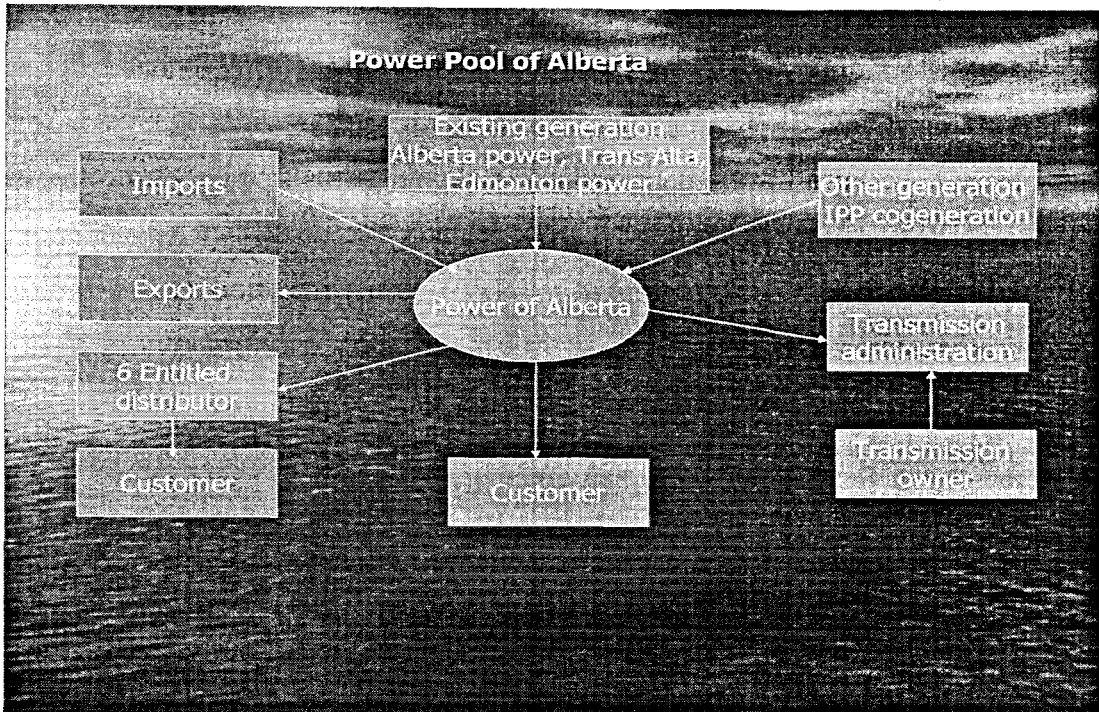 Power Pool of Alberta
Existing generation
Alberta power, Trans Alta,
Edmonton power
Imports
Other generation
IPP cogeneration
Exports
Power of Alberta
Transmission
administration
6 Entitled
distributor
Customer
Customer
Transmission
owner